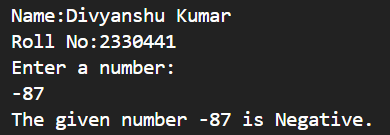 Name:Divyanshu Kumar
Roll No:2330441
Enter a number:
-87
The given number -87 is Negative.